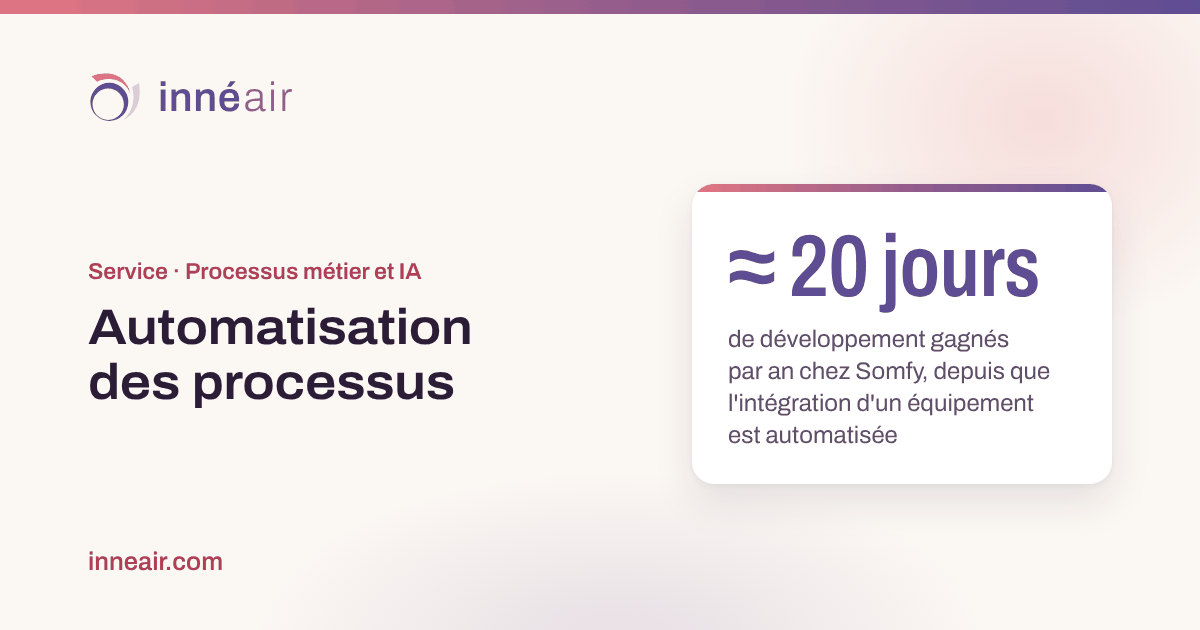 innéair
Service · Processus métier et IA
Automatisation
des processus
≈ 20 jours
de développement gagnés
par an chez Somfy, depuis que
l'intégration d'un équipement
est automatisée
inneair.com